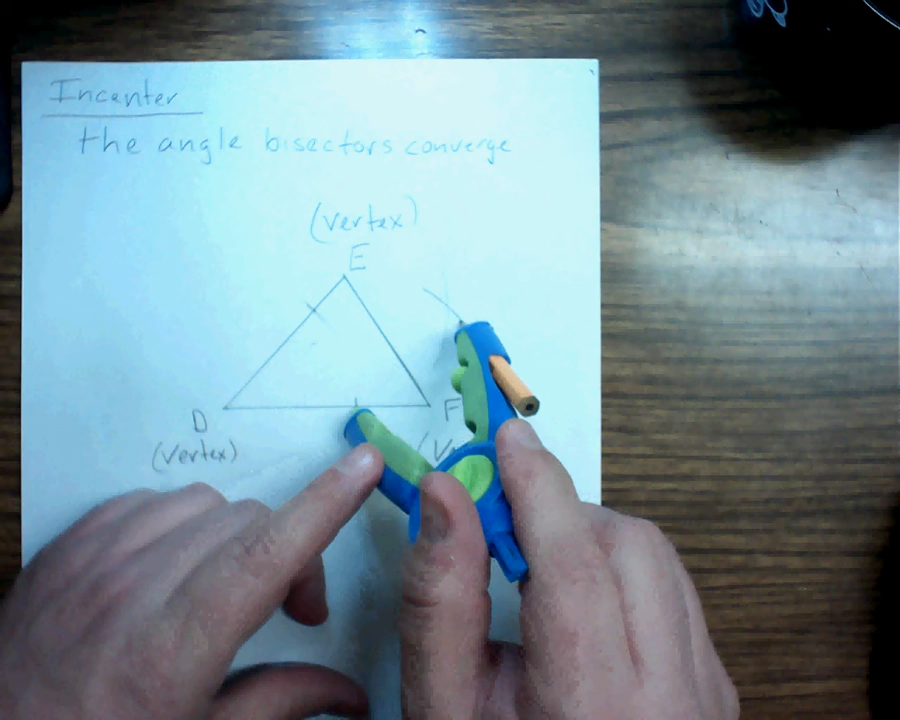 Incenter
the angle bisectors converge
(vertex)
E
D
F
(vertex)